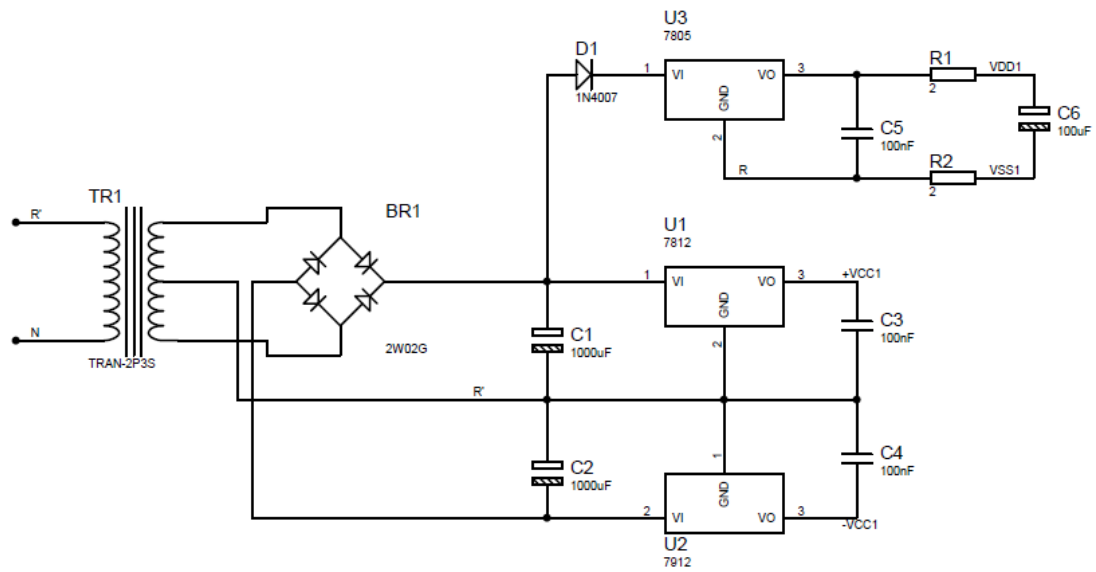 U3
7805
D1
1N4007
1
VI
VO
3
GND
2
R
R1
2
VDD1
C5
100nF
C6
100uF
R2
2
VSS1
TR1
R'
N
TRAN-2P3S
BR1
2W02G
U1
7812
1
VI
VO
3
GND
2
+VCC1
C1
1000uF
C3
100nF
R'
C2
1000uF
C4
100nF
1
GND
2
VI
VO
3
-VCC1
U2
7912